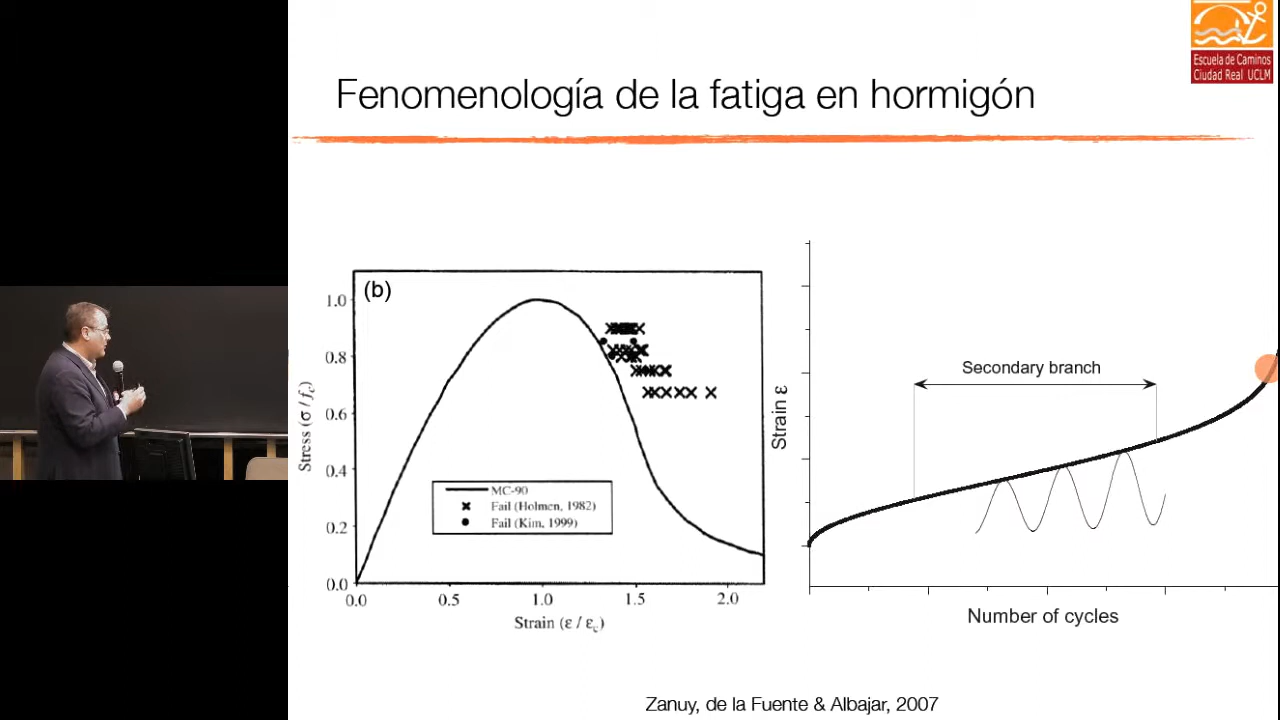 Escuela de Caminos
Ciudad Real UCLM
Fenomenología de la fatiga en hormigón
(b)
1.0
0.8
0.6
0.4
0.2
0.0
Stress (σ / f_c)
MC-90
Fail (Holmen, 1982)
Fail (Kim, 1999)
0.0 0.5 1.0 1.5 2.0
Strain (ε / ε_c)
Strain ε
Secondary branch
Number of cycles
Zanuy, de la Fuente & Albajar, 2007